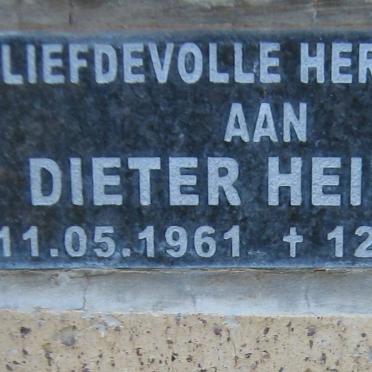 LIEFDEVOLLE HER
AAN
DIETER HEI
11.05.1961 † 12